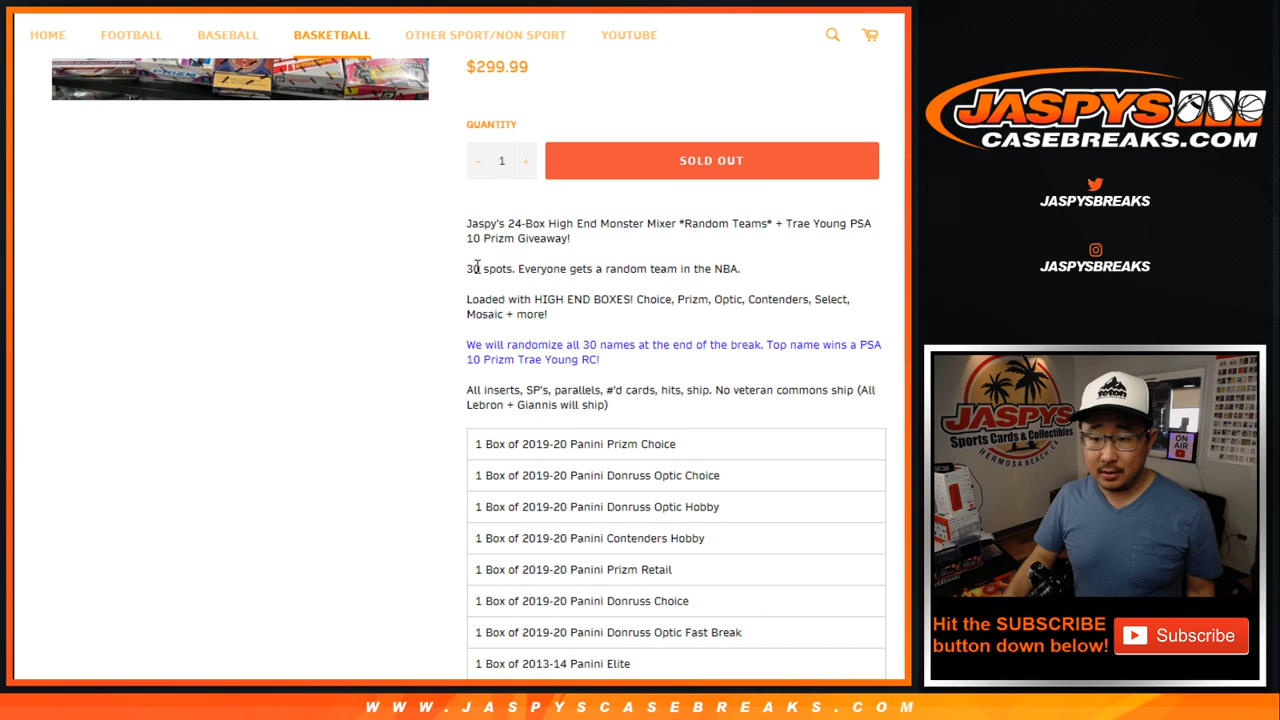 HOME
FOOTBALL
BASEBALL
BASKETBALL
OTHER SPORT/NON SPORT
YOUTUBE
$299.99
QUANTITY
− 1 +
SOLD OUT
Jaspy's 24-Box High End Monster Mixer *Random Teams* + Trae Young PSA
10 Prizm Giveaway!
30 spots. Everyone gets a random team in the NBA.
Loaded with HIGH END BOXES! Choice, Prizm, Optic, Contenders, Select,
Mosaic + more!
We will randomize all 30 names at the end of the break. Top name wins a PSA
10 Prizm Trae Young RC!
All inserts, SP's, parallels, #'d cards, hits, ship. No veteran commons ship (All
Lebron + Giannis will ship)
1 Box of 2019-20 Panini Prizm Choice
1 Box of 2019-20 Panini Donruss Optic Choice
1 Box of 2019-20 Panini Donruss Optic Hobby
1 Box of 2019-20 Panini Contenders Hobby
1 Box of 2019-20 Panini Prizm Retail
1 Box of 2019-20 Panini Donruss Choice
1 Box of 2019-20 Panini Donruss Optic Fast Break
1 Box of 2013-14 Panini Elite
JASPYS
CASEBREAKS.COM
JASPYSBREAKS
JASPYSBREAKS
JASPYS
Sports Cards & Collectibles
HERMOSA BEACH, CA
TETON
ON
AIR
Hit the SUBSCRIBE
button down below!
Subscribe
WWW.JASPYSCASEBREAKS.COM